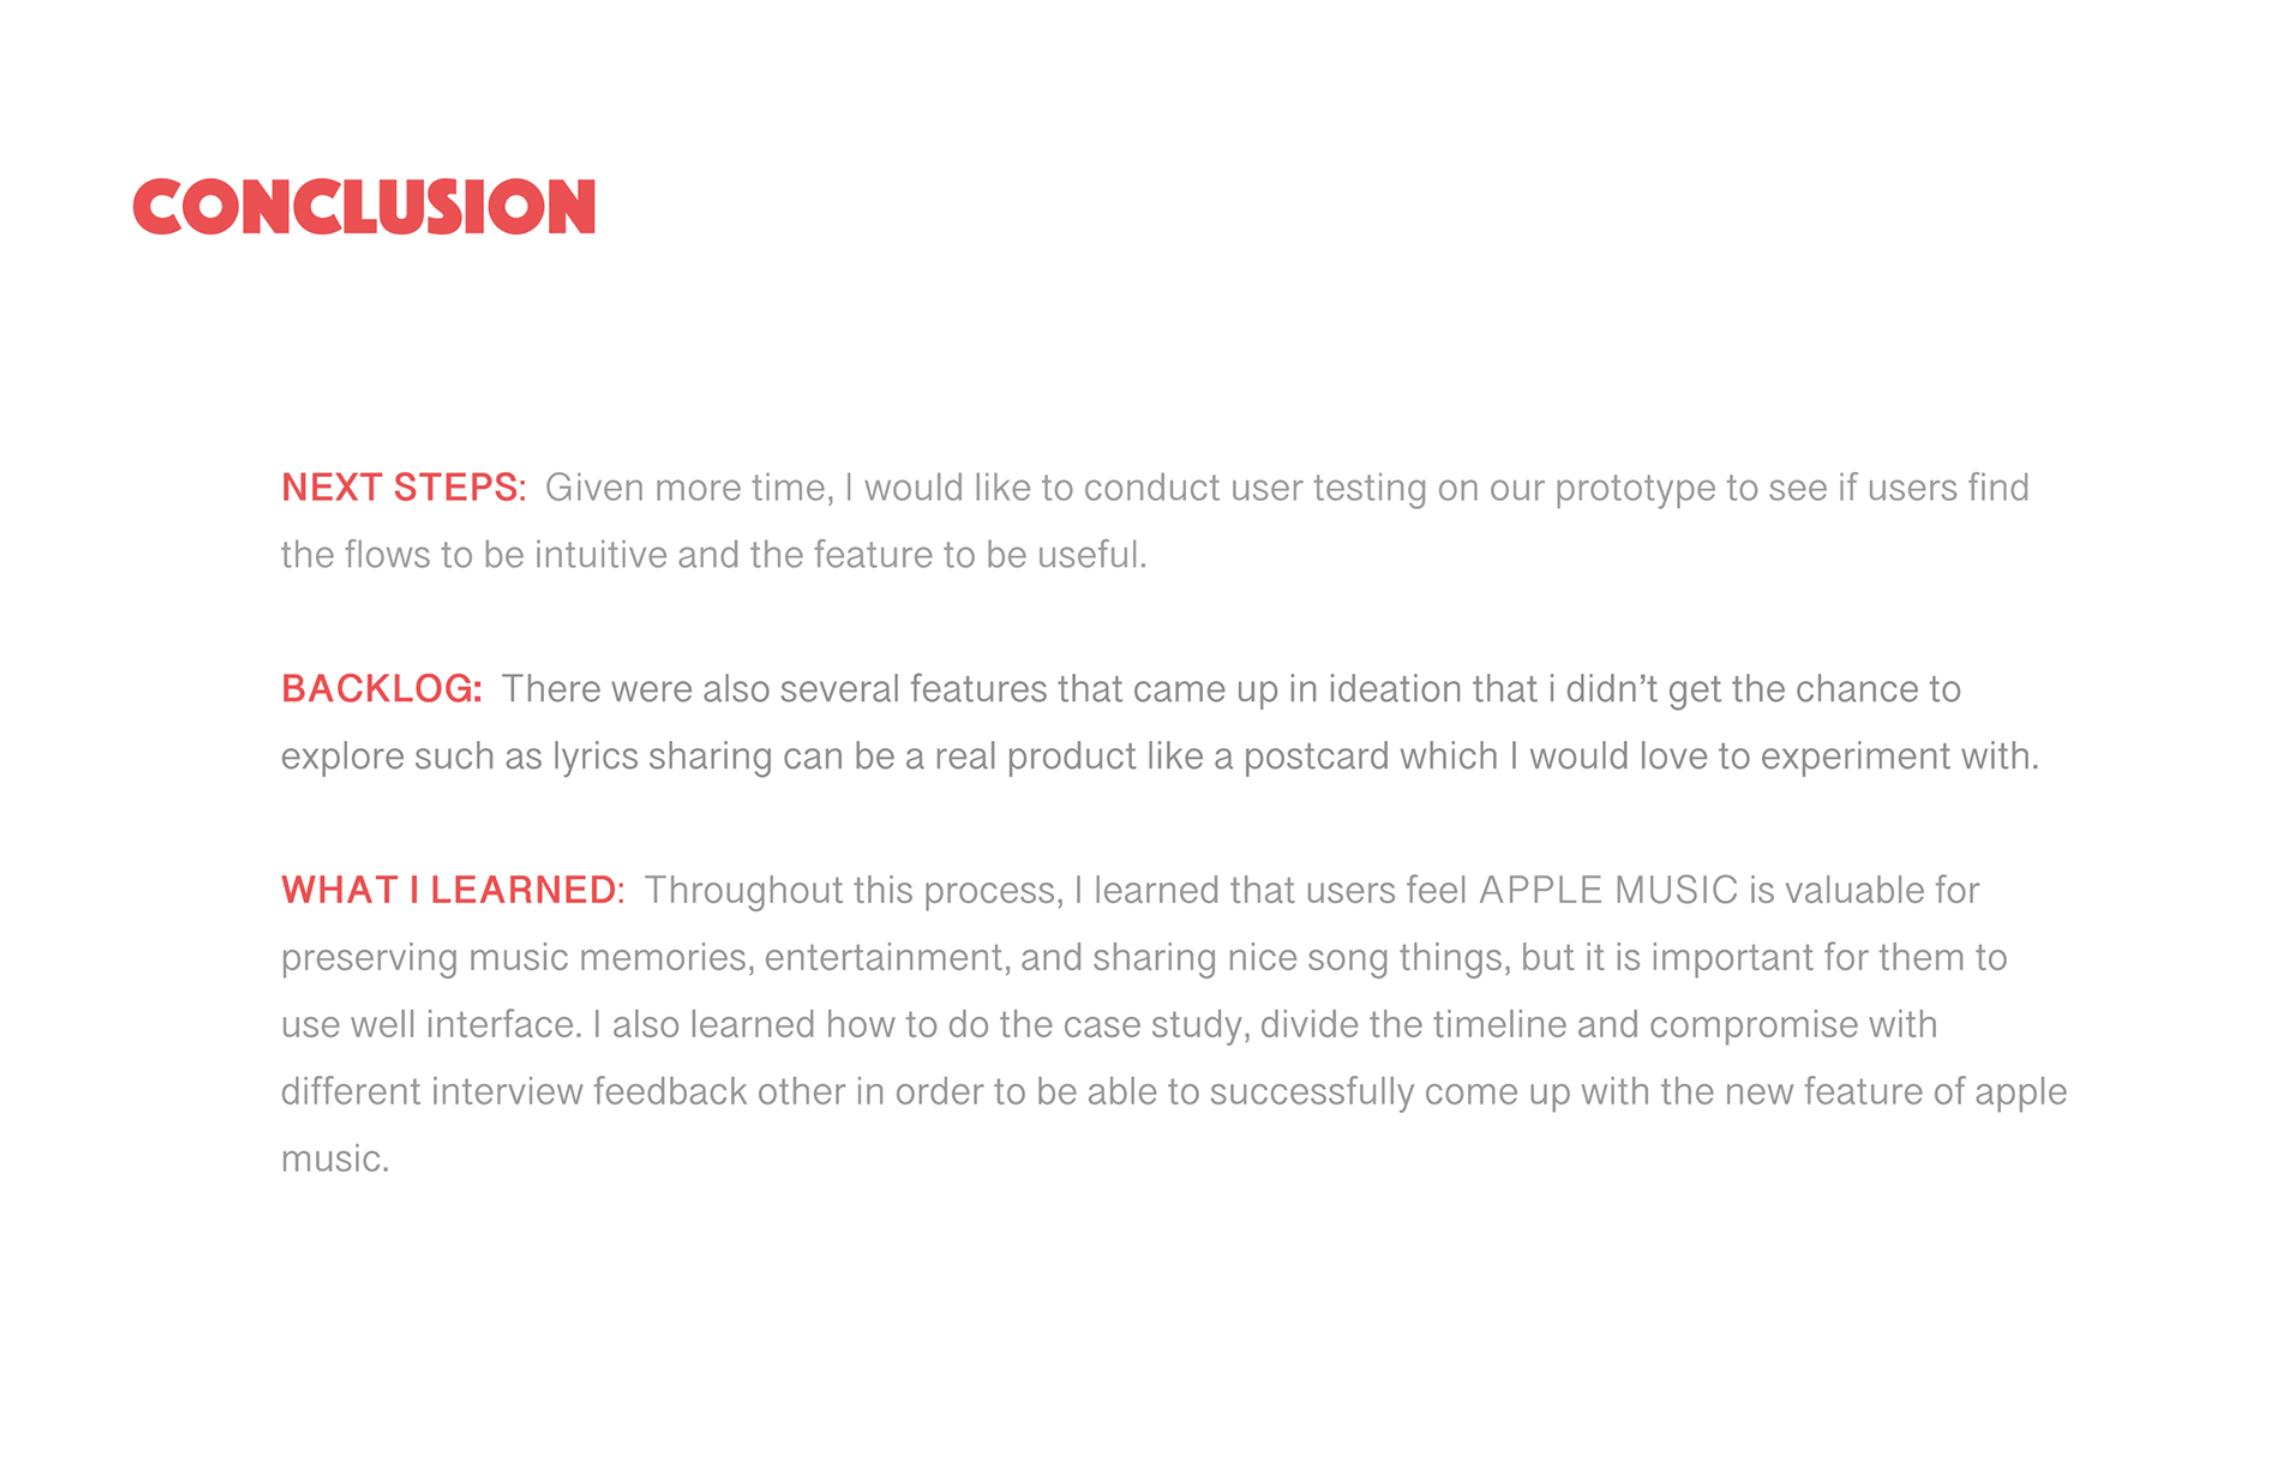 CONCLUSION
NEXT STEPS: Given more time, I would like to conduct user testing on our prototype to see if users find
the flows to be intuitive and the feature to be useful.
BACKLOG: There were also several features that came up in ideation that i didn’t get the chance to
explore such as lyrics sharing can be a real product like a postcard which I would love to experiment with.
WHAT I LEARNED: Throughout this process, I learned that users feel APPLE MUSIC is valuable for
preserving music memories, entertainment, and sharing nice song things, but it is important for them to
use well interface. I also learned how to do the case study, divide the timeline and compromise with
different interview feedback other in order to be able to successfully come up with the new feature of apple
music.